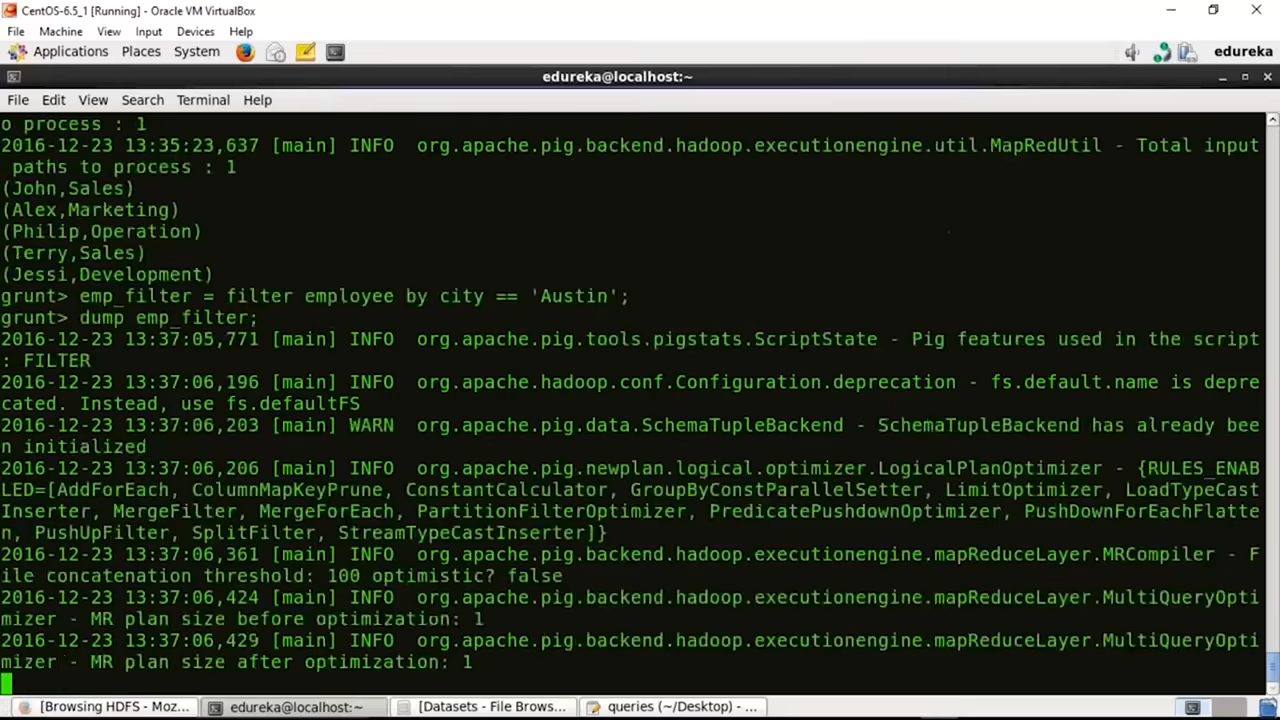 CentOS-6.5_1 [Running] - Oracle VM VirtualBox
File Machine View Input Devices Help
Applications Places System edureka
edureka@localhost:~
File Edit View Search Terminal Help
o process : 1
2016-12-23 13:35:23,637 [main] INFO  org.apache.pig.backend.hadoop.executionengine.util.MapRedUtil - Total input
 paths to process : 1
(John,Sales)
(Alex,Marketing)
(Philip,Operation)
(Terry,Sales)
(Jessi,Development)
grunt> emp_filter = filter employee by city == 'Austin';
grunt> dump emp_filter;
2016-12-23 13:37:05,771 [main] INFO  org.apache.pig.tools.pigstats.ScriptState - Pig features used in the script
: FILTER
2016-12-23 13:37:06,196 [main] INFO  org.apache.hadoop.conf.Configuration.deprecation - fs.default.name is depre
cated. Instead, use fs.defaultFS
2016-12-23 13:37:06,203 [main] WARN  org.apache.pig.data.SchemaTupleBackend - SchemaTupleBackend has already bee
n initialized
2016-12-23 13:37:06,206 [main] INFO  org.apache.pig.newplan.logical.optimizer.LogicalPlanOptimizer - {RULES_ENAB
LED=[AddForEach, ColumnMapKeyPrune, ConstantCalculator, GroupByConstParallelSetter, LimitOptimizer, LoadTypeCast
Inserter, MergeFilter, MergeForEach, PartitionFilterOptimizer, PredicatePushdownOptimizer, PushDownForEachFlatte
n, PushUpFilter, SplitFilter, StreamTypeCastInserter]}
2016-12-23 13:37:06,361 [main] INFO  org.apache.pig.backend.hadoop.executionengine.mapReduceLayer.MRCompiler - F
ile concatenation threshold: 100 optimistic? false
2016-12-23 13:37:06,424 [main] INFO  org.apache.pig.backend.hadoop.executionengine.mapReduceLayer.MultiQueryOpti
mizer - MR plan size before optimization: 1
2016-12-23 13:37:06,429 [main] INFO  org.apache.pig.backend.hadoop.executionengine.mapReduceLayer.MultiQueryOpti
mizer - MR plan size after optimization: 1
[Browsing HDFS - Moz... edureka@localhost:~ [Datasets - File Brows... queries (~/Desktop) - ...